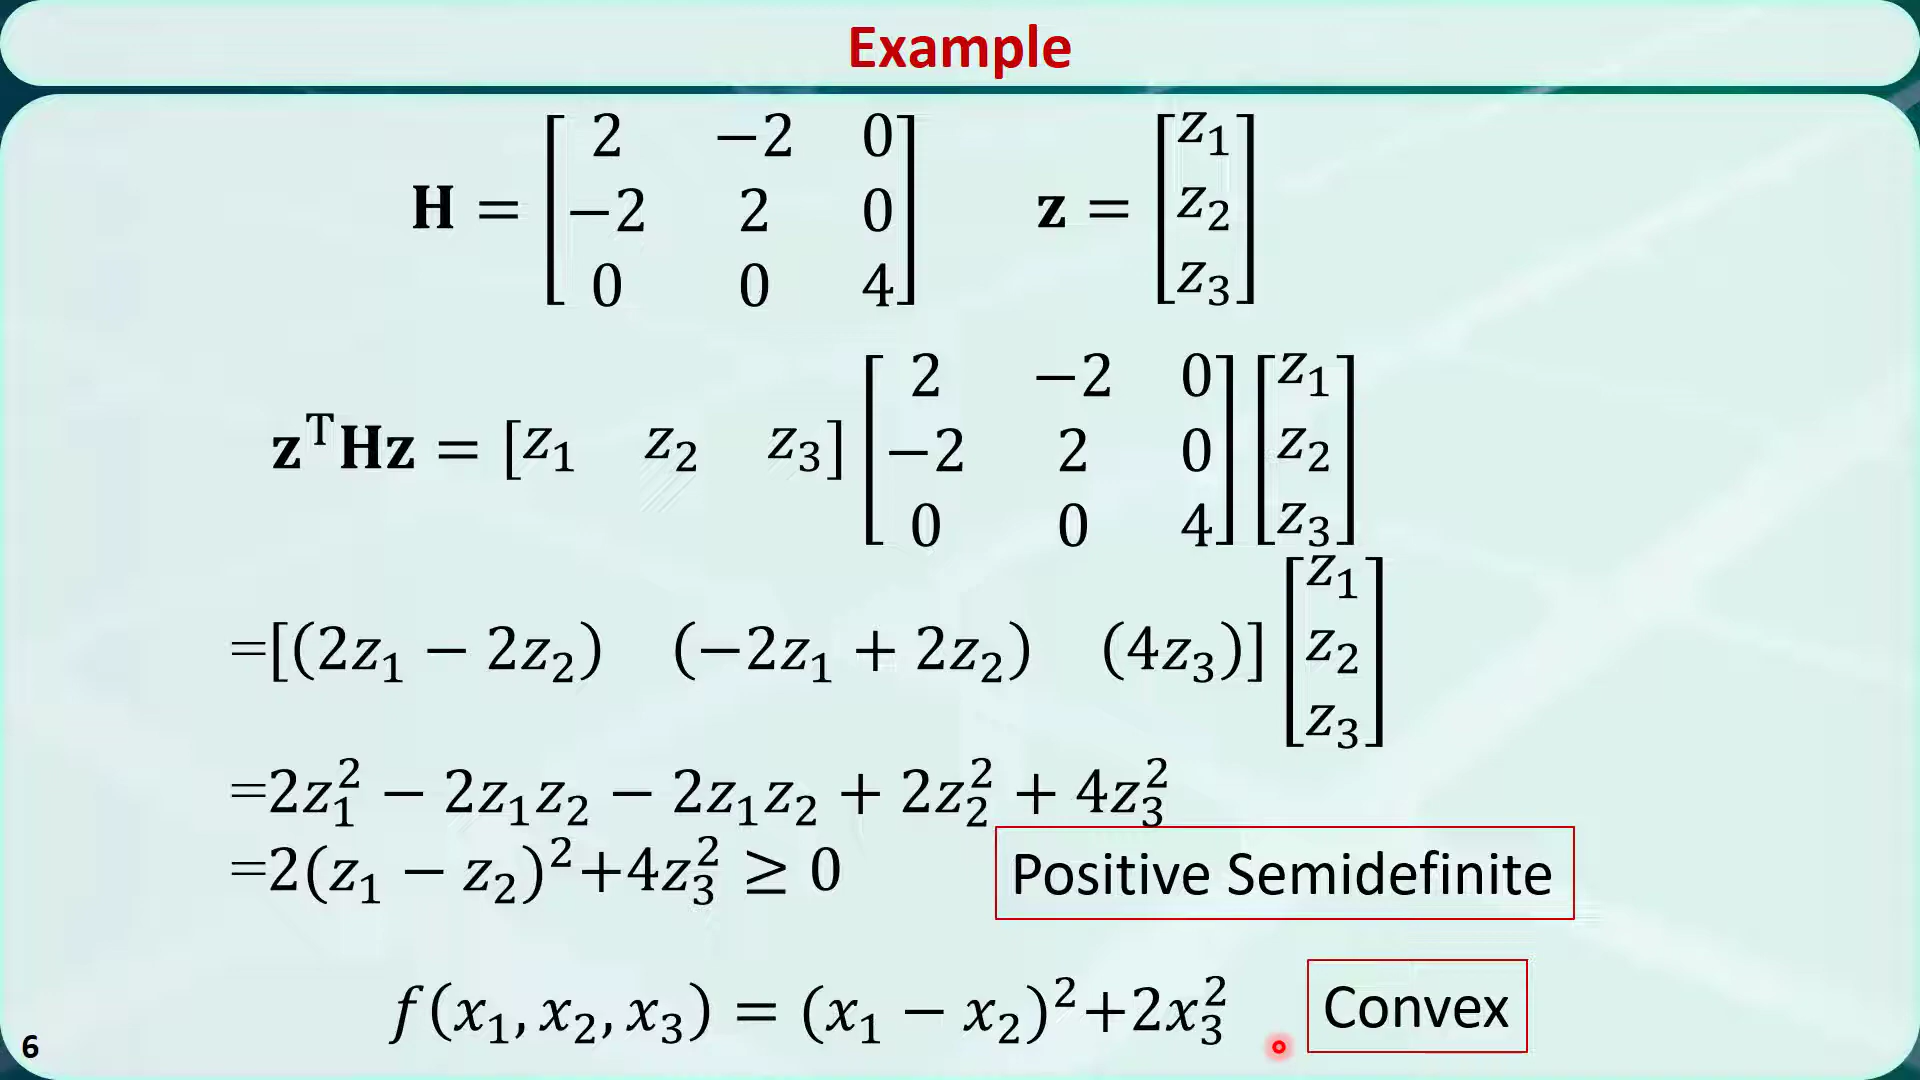 Example
𝐇 = [2 −2 0; −2 2 0; 0 0 4] 𝐳 = [z₁; z₂; z₃]
𝐳ᵀ𝐇𝐳 = [z₁ z₂ z₃] [2 −2 0; −2 2 0; 0 0 4] [z₁; z₂; z₃]
=[(2z₁ − 2z₂) (−2z₁ + 2z₂) (4z₃)] [z₁; z₂; z₃]
=2z₁² − 2z₁z₂ − 2z₁z₂ + 2z₂² + 4z₃²
=2(z₁ − z₂)²+4z₃² ≥ 0 Positive Semidefinite
f(x₁, x₂, x₃) = (x₁ − x₂)²+2x₃² Convex
6